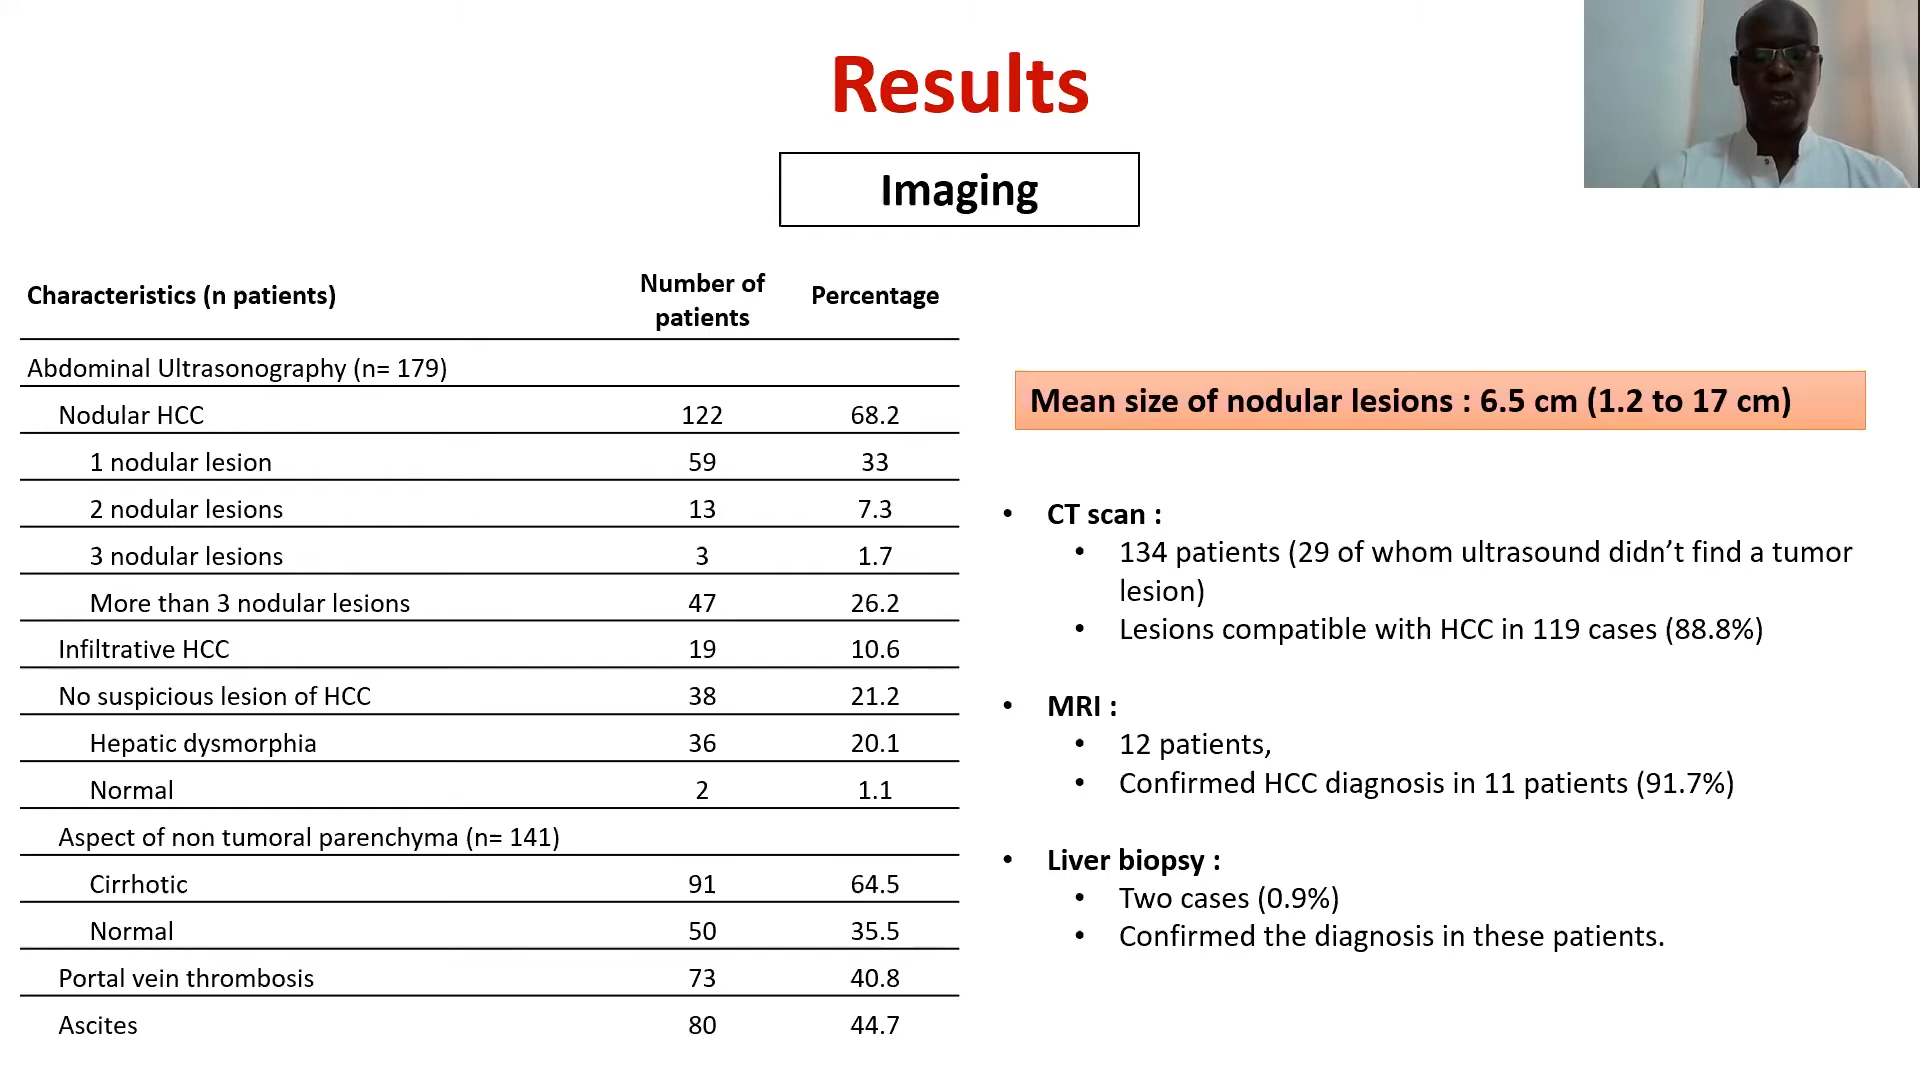 Results
Imaging
Characteristics (n patients) Number of patients Percentage
Abdominal Ultrasonography (n= 179)
Nodular HCC 122 68.2
1 nodular lesion 59 33
2 nodular lesions 13 7.3
3 nodular lesions 3 1.7
More than 3 nodular lesions 47 26.2
Infiltrative HCC 19 10.6
No suspicious lesion of HCC 38 21.2
Hepatic dysmorphia 36 20.1
Normal 2 1.1
Aspect of non tumoral parenchyma (n= 141)
Cirrhotic 91 64.5
Normal 50 35.5
Portal vein thrombosis 73 40.8
Ascites 80 44.7
Mean size of nodular lesions : 6.5 cm (1.2 to 17 cm)
• CT scan :
• 134 patients (29 of whom ultrasound didn’t find a tumor
lesion)
• Lesions compatible with HCC in 119 cases (88.8%)
• MRI :
• 12 patients,
• Confirmed HCC diagnosis in 11 patients (91.7%)
• Liver biopsy :
• Two cases (0.9%)
• Confirmed the diagnosis in these patients.